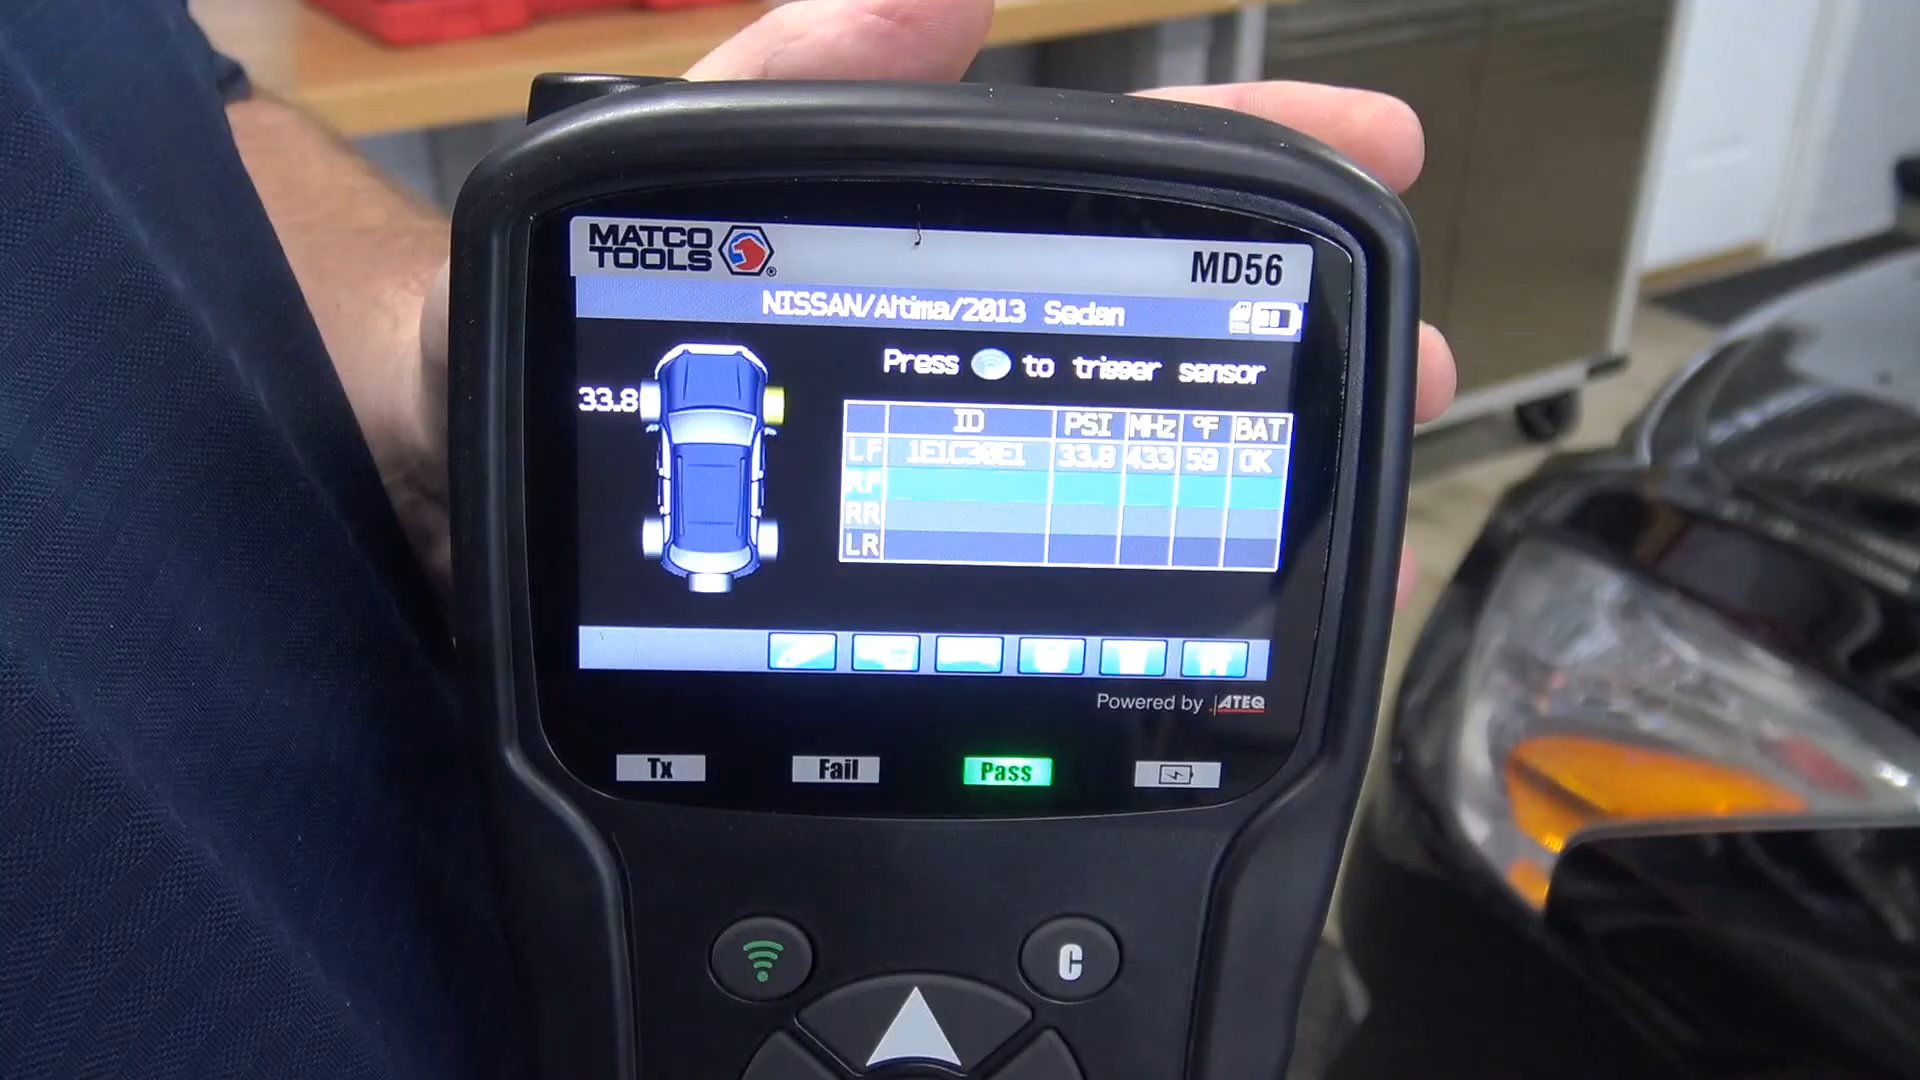 MATCO
TOOLS
MD56
NISSAN/Altima/2013 Sedan
Press to trigger sensor
33.8
ID PSI MHz °F BAT
LF 1E1C30E1 33.8 433 59 OK
RF
RR
LR
Powered by ATEQ
Tx Fail Pass
C